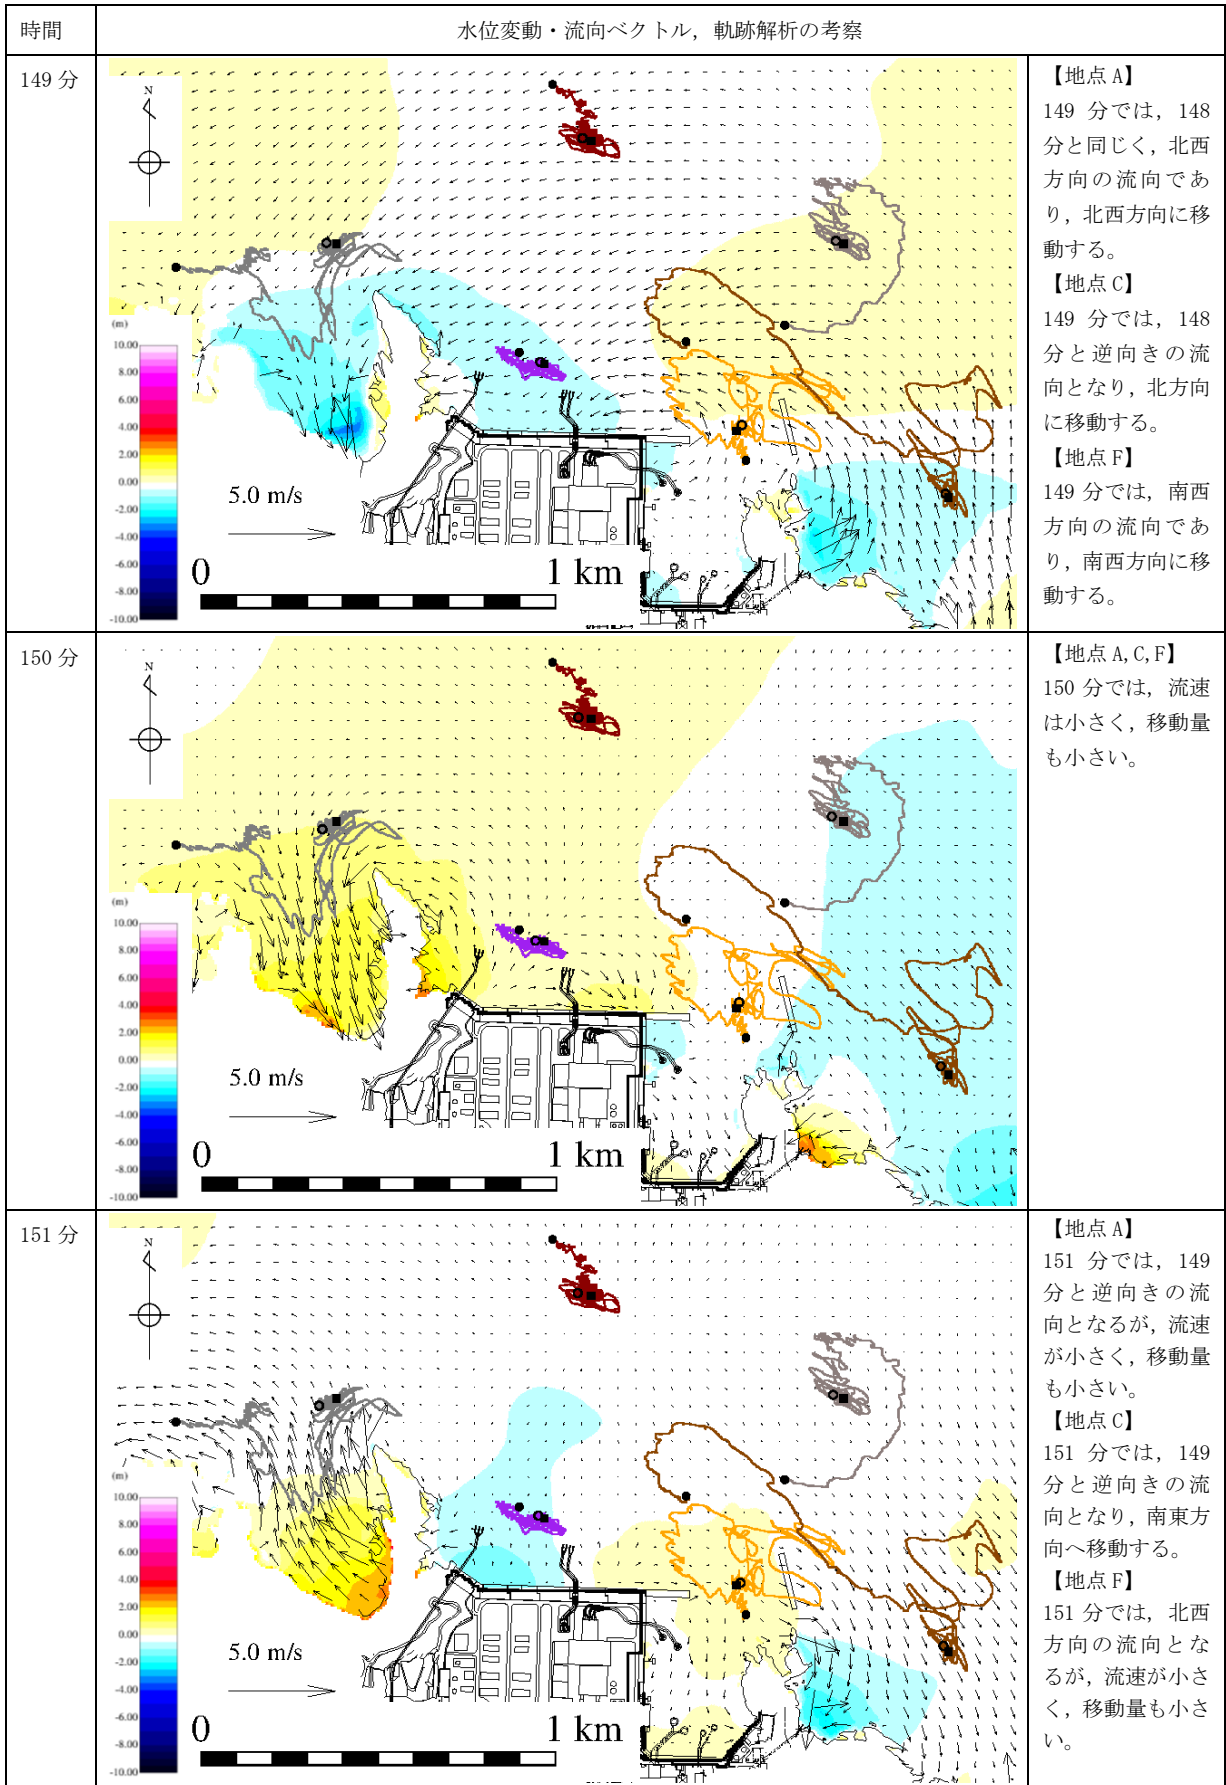 時間
水位変動・流向ベクトル，軌跡解析の考察
149 分
N
(m)
10.00
8.00
6.00
4.00
2.00
0.00
-2.00
-4.00
-6.00
-8.00
-10.00
5.0 m/s
0
1 km
【地点 A】
149 分では，148
分と同じく，北西
方向の流向であ
り，北西方向に移
動する。
【地点 C】
149 分では，148
分と逆向きの流
向となり，北方向
に移動する。
【地点 F】
149 分では，南西
方向の流向であ
り，南西方向に移
動する。
150 分
N
(m)
10.00
8.00
6.00
4.00
2.00
0.00
-2.00
-4.00
-6.00
-8.00
-10.00
5.0 m/s
0
1 km
【地点 A,C,F】
150 分では，流速
は小さく，移動量
も小さい。
151 分
N
(m)
10.00
8.00
6.00
4.00
2.00
0.00
-2.00
-4.00
-6.00
-8.00
-10.00
5.0 m/s
0
1 km
【地点 A】
151 分では，149
分と逆向きの流
向となるが，流速
が小さく，移動量
も小さい。
【地点 C】
151 分では，149
分と逆向きの流
向となり，南東方
向へ移動する。
【地点 F】
151 分では，北西
方向の流向とな
るが，流速が小さ
く，移動量も小さ
い。